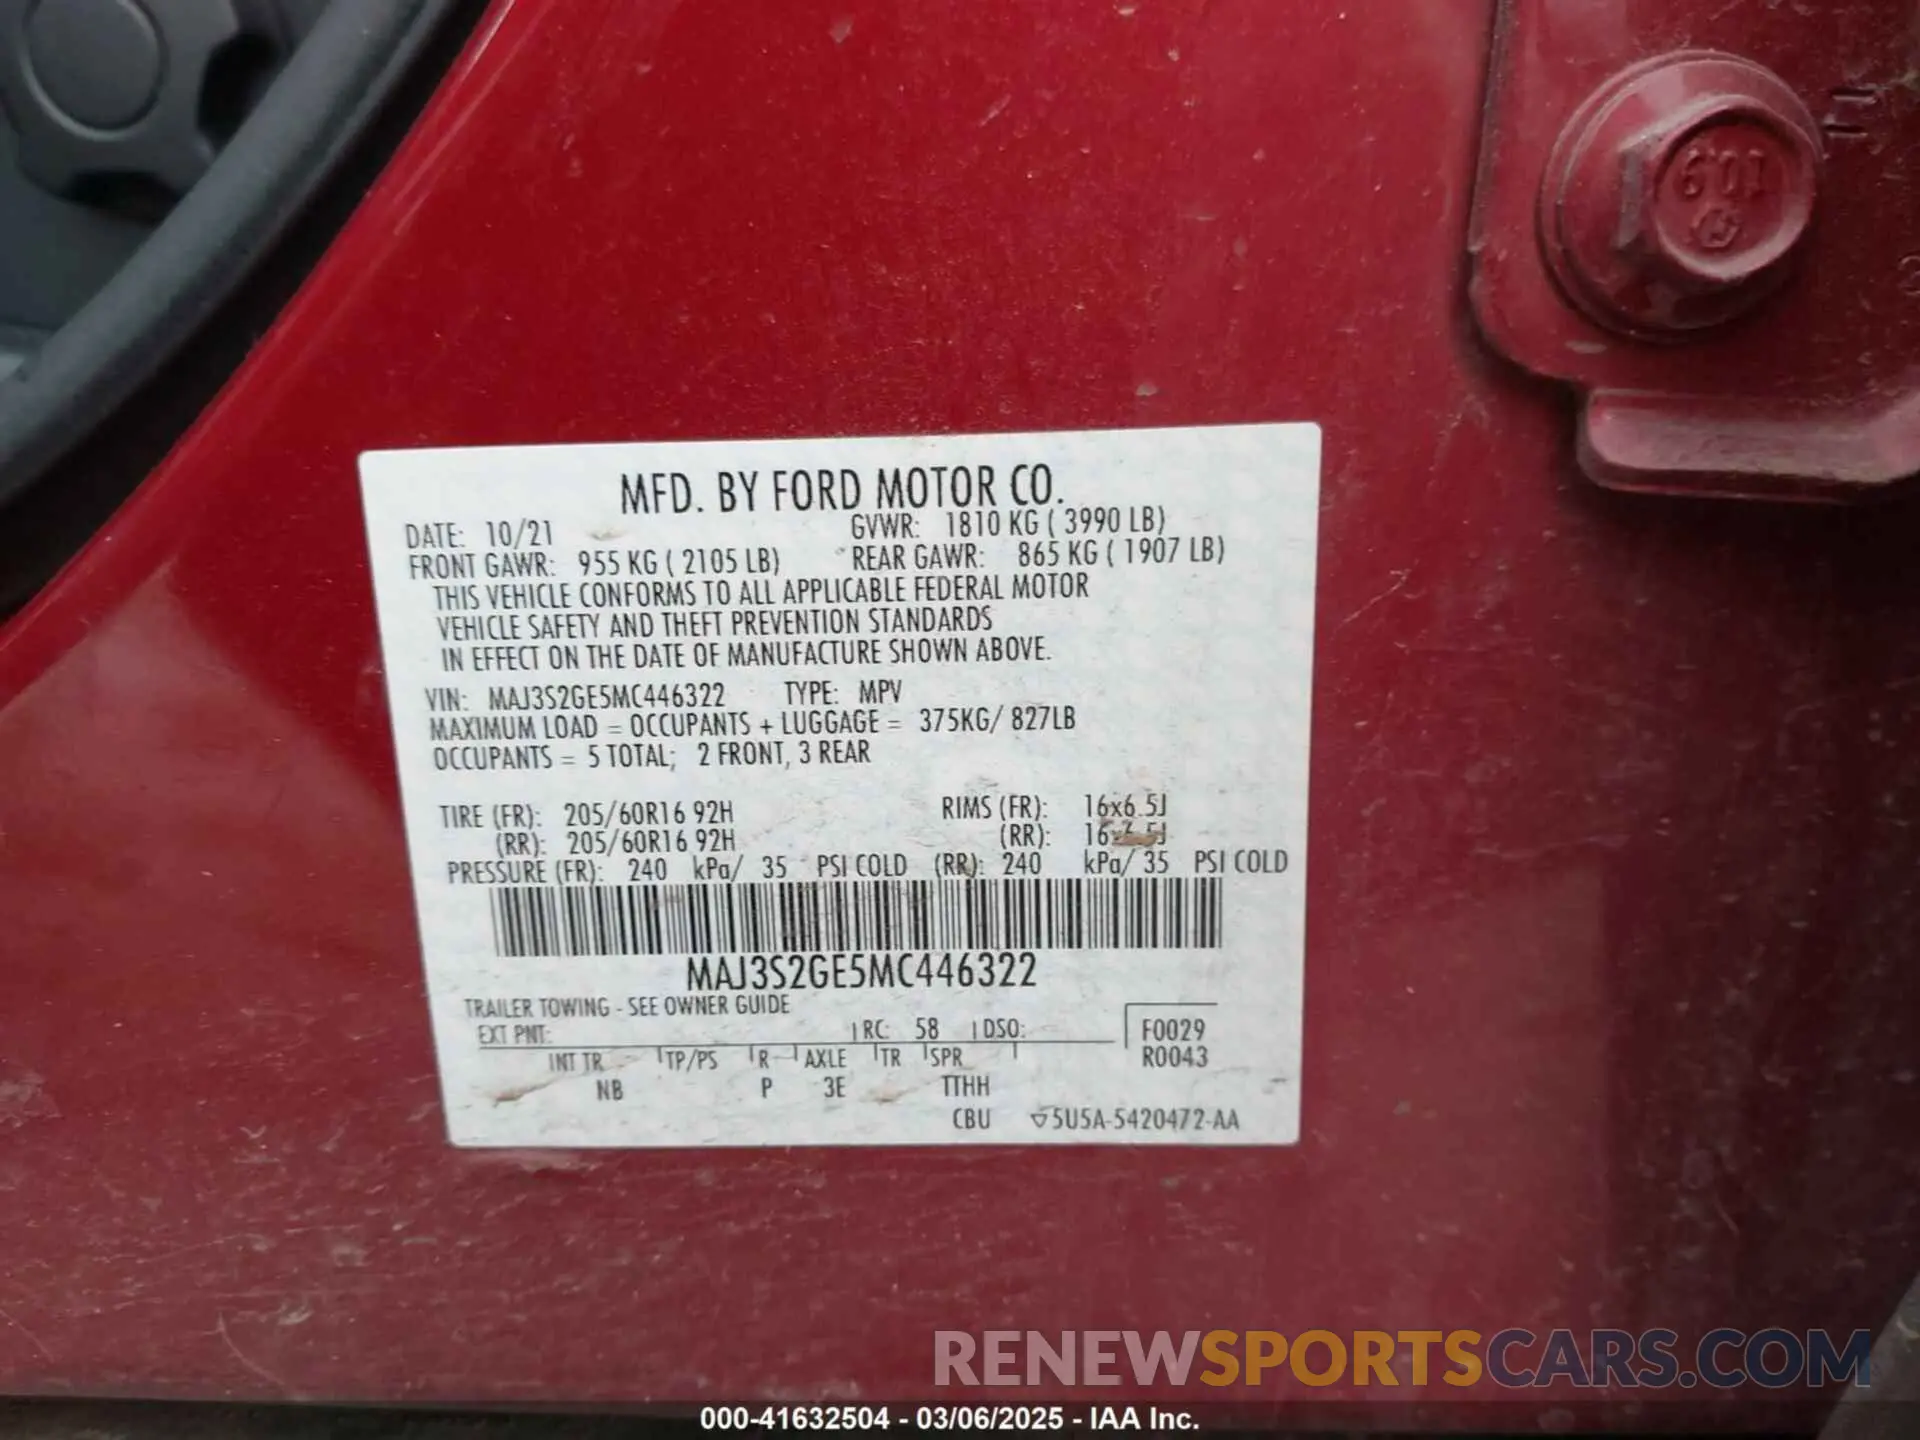 10.9
MFD. BY FORD MOTOR CO.
DATE: 10/21 GVWR: 1810 KG ( 3990 LB)
FRONT GAWR: 955 KG ( 2105 LB) REAR GAWR: 865 KG ( 1907 LB)
THIS VEHICLE CONFORMS TO ALL APPLICABLE FEDERAL MOTOR
VEHICLE SAFETY AND THEFT PREVENTION STANDARDS
IN EFFECT ON THE DATE OF MANUFACTURE SHOWN ABOVE.
VIN: MAJ3S2GE5MC446322 TYPE: MPV
MAXIMUM LOAD = OCCUPANTS + LUGGAGE = 375KG/ 827LB
OCCUPANTS = 5 TOTAL; 2 FRONT, 3 REAR
TIRE (FR): 205/60R16 92H RIMS (FR): 16x6.5J
(RR): 205/60R16 92H (RR):
PRESSURE (FR): 240 kPa/ 35 PSI COLD (RR): 240 kPa/ 35 PSI COLD
MAJ3S2GE5MC446322
TRAILER TOWING - SEE OWNER GUIDE
EXT PNT: RC: 58 DSO: F0029
INT TR TP/PS R AXLE TR SPR R0043
NB P 3E TTHH
CBU 5U5A-5420472-AA
RENEWSPORTSCARS.COM
000-41632504 - 03/06/2025 - IAA Inc.